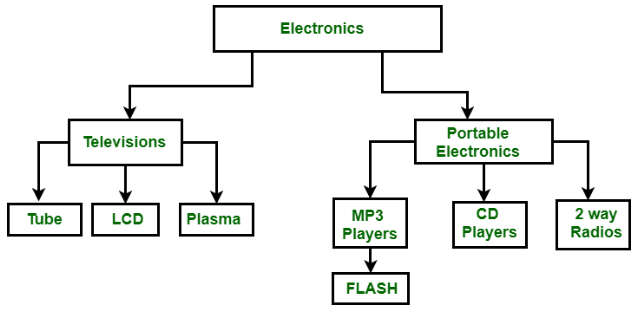 Electronics
Televisions
Portable
Electronics
Tube
LCD
Plasma
MP3
Players
CD
Players
2 way
Radios
FLASH